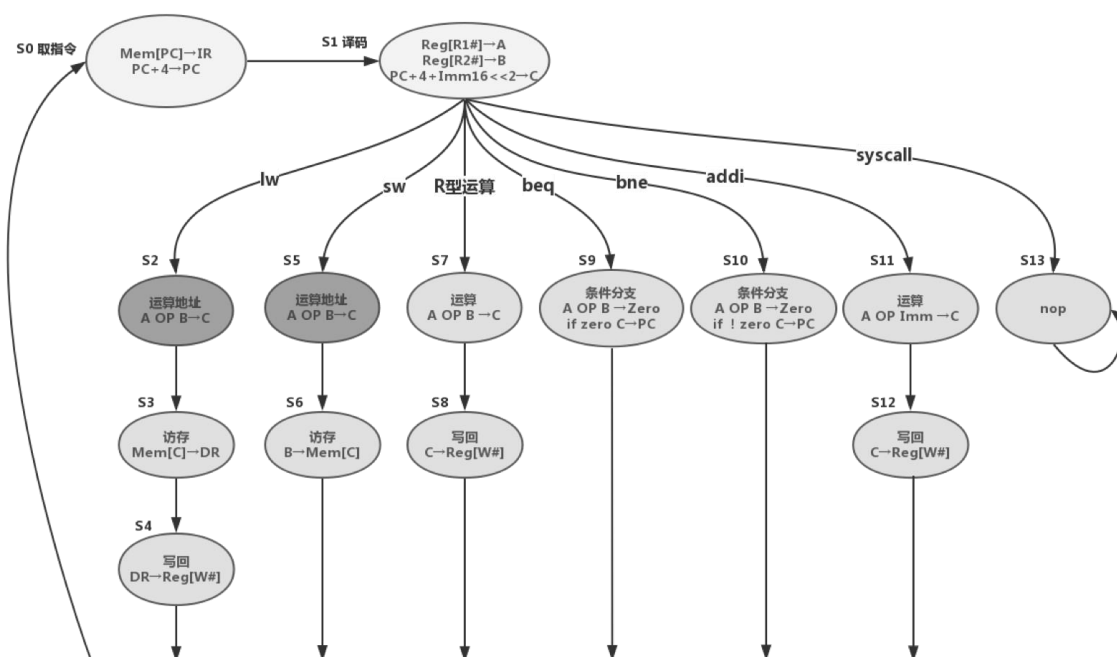 S0 取指令
Mem[PC]→IR
PC+4→PC
S1 译码
Reg[R1#]→A
Reg[R2#]→B
PC+4+Imm16<<2→C
lw
sw
R型运算
beq
bne
addi
syscall
S2
运算地址
A OP B→C
S5
运算地址
A OP B→C
S7
运算
A OP B →C
S9
条件分支
A OP B →Zero
if zero C→PC
S10
条件分支
A OP B →Zero
if ! zero C→PC
S11
运算
A OP Imm →C
S13
nop
S3
访存
Mem[C]→DR
S6
访存
B→Mem[C]
S8
写回
C→Reg[W#]
S12
写回
C→Reg[W#]
S4
写回
DR→Reg[W#]